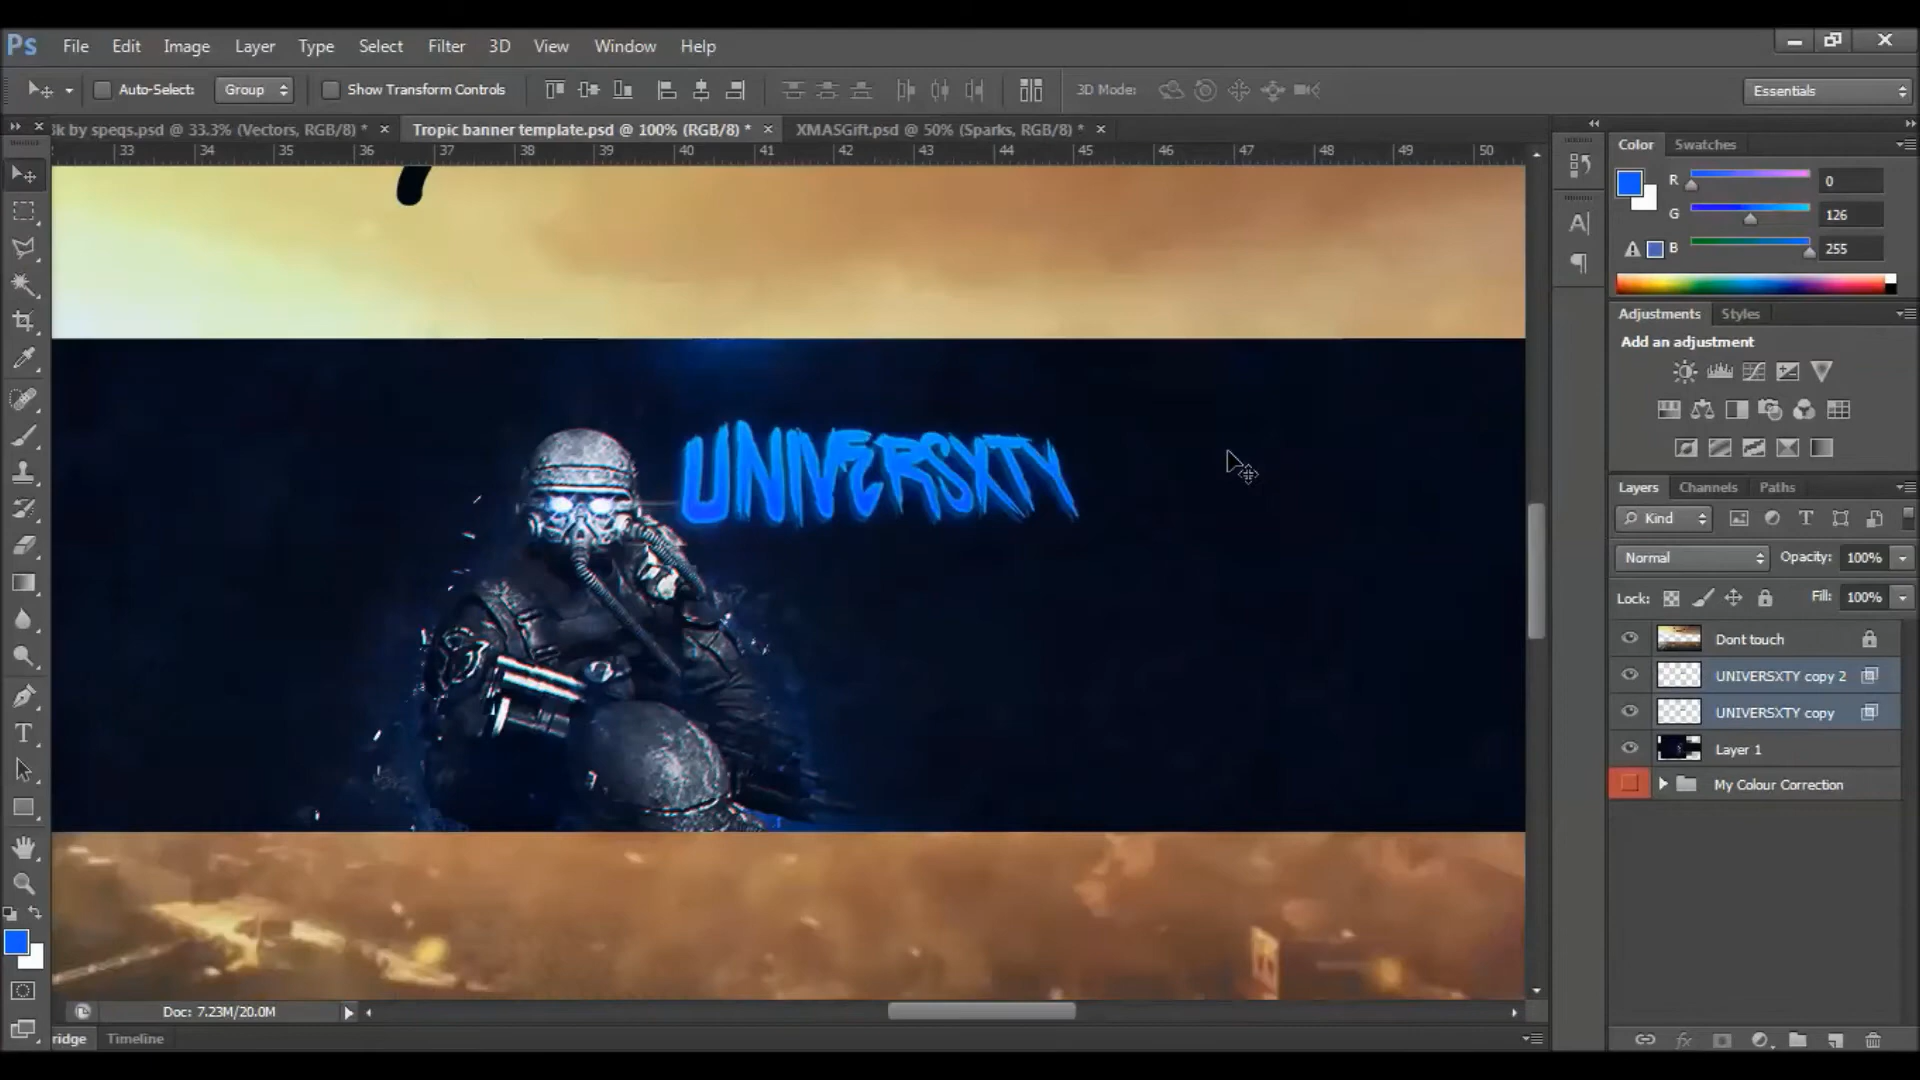 Ps File Edit Image Layer Type Select Filter 3D View Window Help
Auto-Select: Group Show Transform Controls 3D Mode: Essentials
k by speqs.psd @ 33.3% (Vectors, RGB/8) * × Tropic banner template.psd @ 100% (RGB/8) * × XMASGift.psd @ 50% (Sparks, RGB/8) * ×
33 34 35 36 37 38 39 40 41 42 43 44 45 46 47 48 49 50
Color Swatches
R 0
G 126
B 255
Adjustments Styles
Add an adjustment
UNIVERSXTY
Layers Channels Paths
Kind
Normal Opacity: 100%
Lock: Fill: 100%
Dont touch
UNIVERSXTY copy 2
UNIVERSXTY copy
Layer 1
My Colour Correction
Doc: 7.23M/20.0M
ridge Timeline